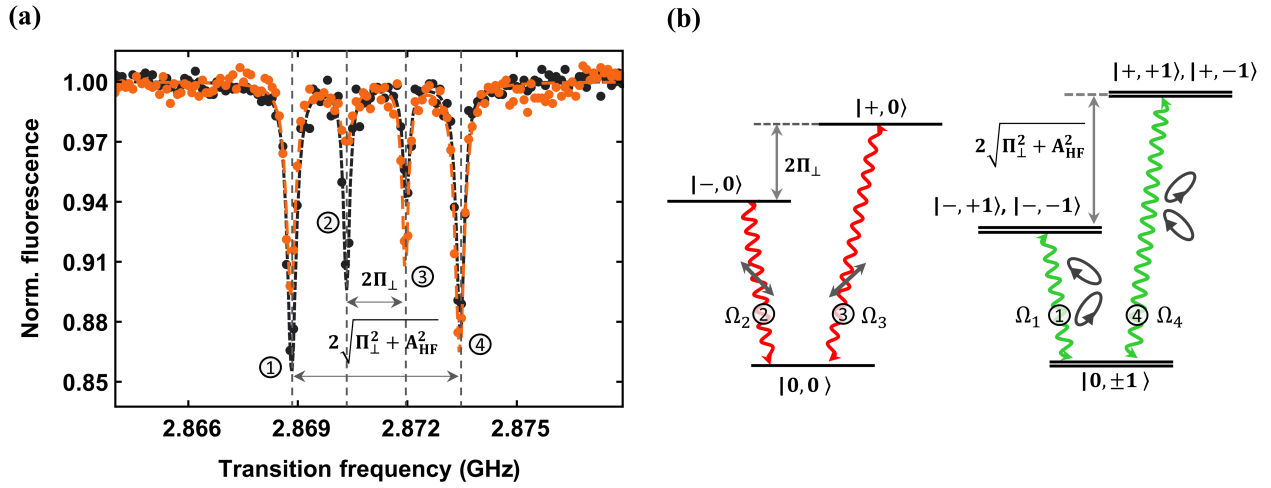 (a)
(b)
Norm. fluorescence
1.00
0.97
0.94
0.91
0.88
0.85
①
②
③
④
2Π⊥
2√(Π⊥² + A_HF²)
2.866
2.869
2.872
2.875
Transition frequency (GHz)
|+, 0⟩
2Π⊥
|−, 0⟩
Ω₂ ②
③ Ω₃
|0, 0 ⟩
|+, +1⟩, |+, −1⟩
2√(Π⊥² + A_HF²)
|−, +1⟩, |−, −1⟩
Ω₁ ①
④ Ω₄
|0, ±1 ⟩